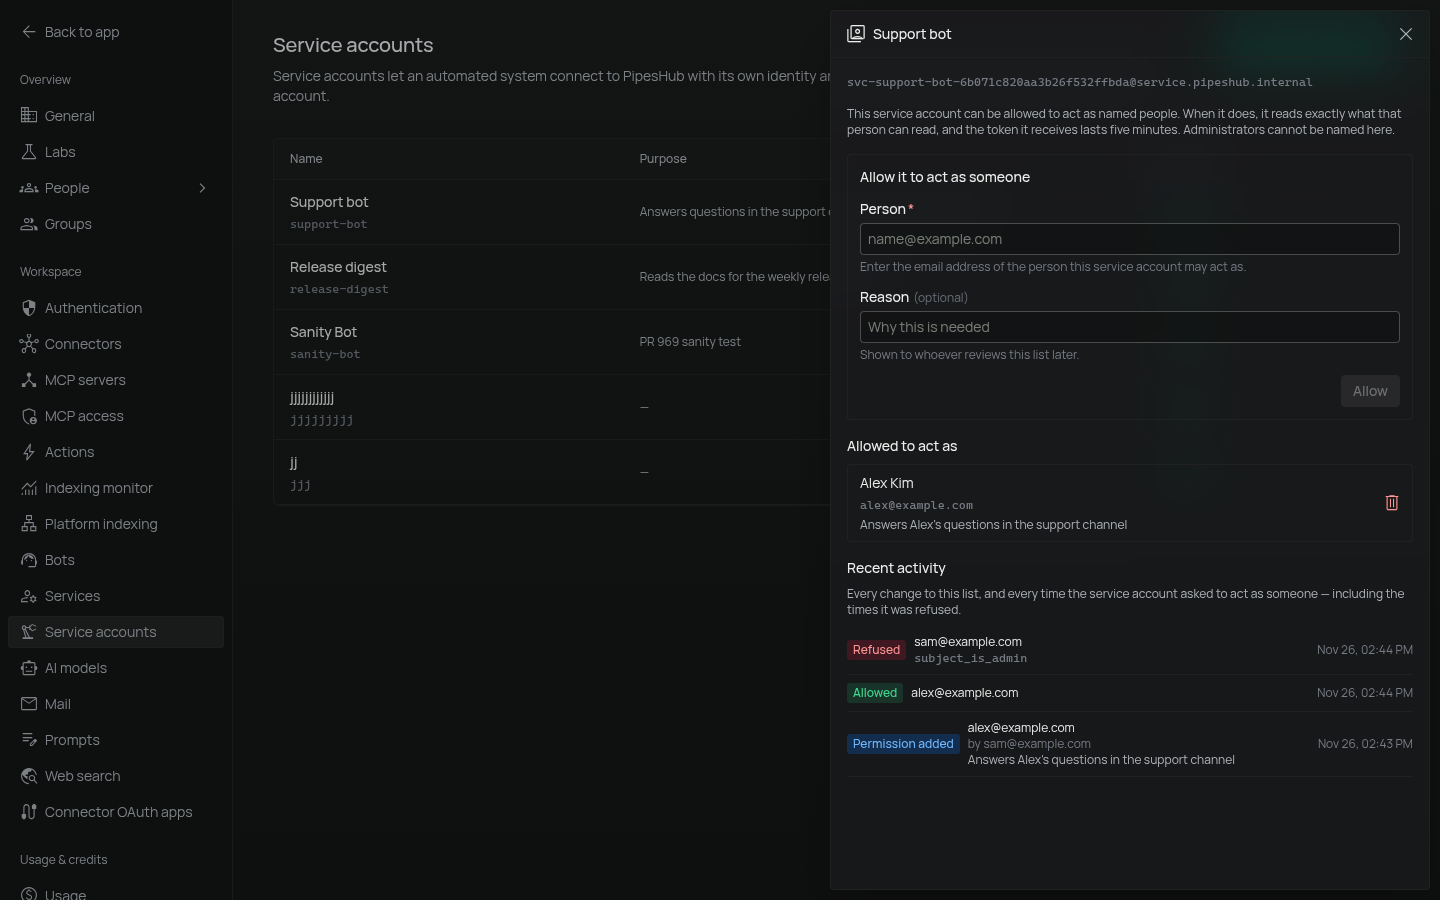 Back to app
Overview
General
Labs
People
Groups
Workspace
Authentication
Connectors
MCP servers
MCP access
Actions
Indexing monitor
Platform indexing
Bots
Services
Service accounts
AI models
Mail
Prompts
Web search
Connector OAuth apps
Usage & credits
Usage
Service accounts
Service accounts let an automated system connect to PipesHub with its own identity
account.
Name
Purpose
Support bot
support-bot
Answers questions in the support
Release digest
release-digest
Reads the docs for the weekly
Sanity Bot
sanity-bot
PR 969 sanity test
jjjjjjjjjjjj
jjjjjjjjj
—
jj
jjj
—
Support bot
svc-support-bot-6b071c820aa3b26f532ffbda@service.pipeshub.internal
This service account can be allowed to act as named people. When it does, it reads exactly what that
person can read, and the token it receives lasts five minutes. Administrators cannot be named here.
Allow it to act as someone
Person *
name@example.com
Enter the email address of the person this service account may act as.
Reason (optional)
Why this is needed
Shown to whoever reviews this list later.
Allow
Allowed to act as
Alex Kim
alex@example.com
Answers Alex's questions in the support channel
Recent activity
Every change to this list, and every time the service account asked to act as someone — including the
times it was refused.
Refused
sam@example.com
subject_is_admin
Nov 26, 02:44 PM
Allowed
alex@example.com
Nov 26, 02:44 PM
Permission added
alex@example.com
by sam@example.com
Answers Alex's questions in the support channel
Nov 26, 02:43 PM